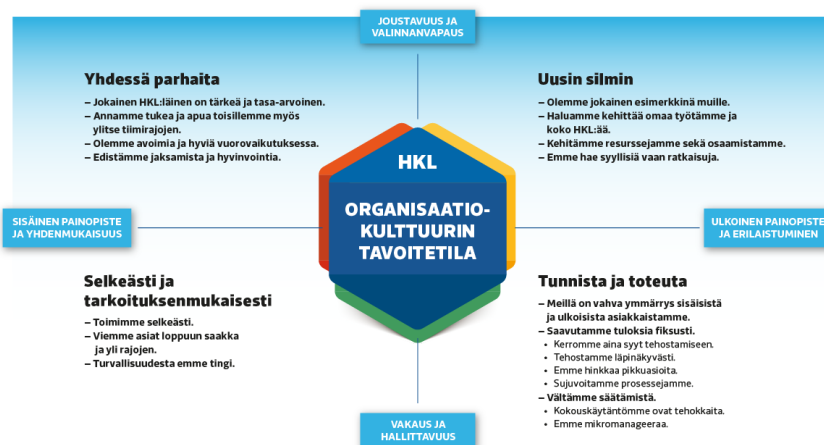 JOUSTAVUUS JA
VALINNANVAPAUS
Yhdessä parhaita
– Jokainen HKL:läinen on tärkeä ja tasa-arvoinen.
– Annamme tukea ja apua toisillemme myös
ylitse tiimirajojen.
– Olemme avoimia ja hyviä vuorovaikutuksessa.
– Edistämme jaksamista ja hyvinvointia.
Uusin silmin
– Olemme jokainen esimerkkinä muille.
– Haluamme kehittää omaa työtämme ja
koko HKL:ää.
– Kehitämme resurssejamme sekä osaamistamme.
– Emme hae syyllisiä vaan ratkaisuja.
SISÄINEN PAINOPISTE
JA YHDENMUKAISUUS
HKL
ORGANISAATIO-
KULTTUURIN
TAVOITETILA
ULKOINEN PAINOPISTE
JA ERILAISTUMINEN
Selkeästi ja
tarkoituksenmukaisesti
– Toimimme selkeästi.
– Viemme asiat loppuun saakka
ja yli rajojen.
– Turvallisuudesta emme tingi.
Tunnista ja toteuta
– Meillä on vahva ymmärrys sisäisistä
ja ulkoisista asiakkaistamme.
– Saavutamme tuloksia fiksusti.
• Kerromme aina syyt tehostamiseen.
• Tehostamme läpinäkyvästi.
• Emme hinkkaa pikkuasioita.
• Sujuvoitamme prosessejamme.
– Vältämme säätämistä.
• Kokouskäytäntömme ovat tehokkaita.
• Emme mikromanageeraa.
VAKAUS JA
HALLITTAVUUS